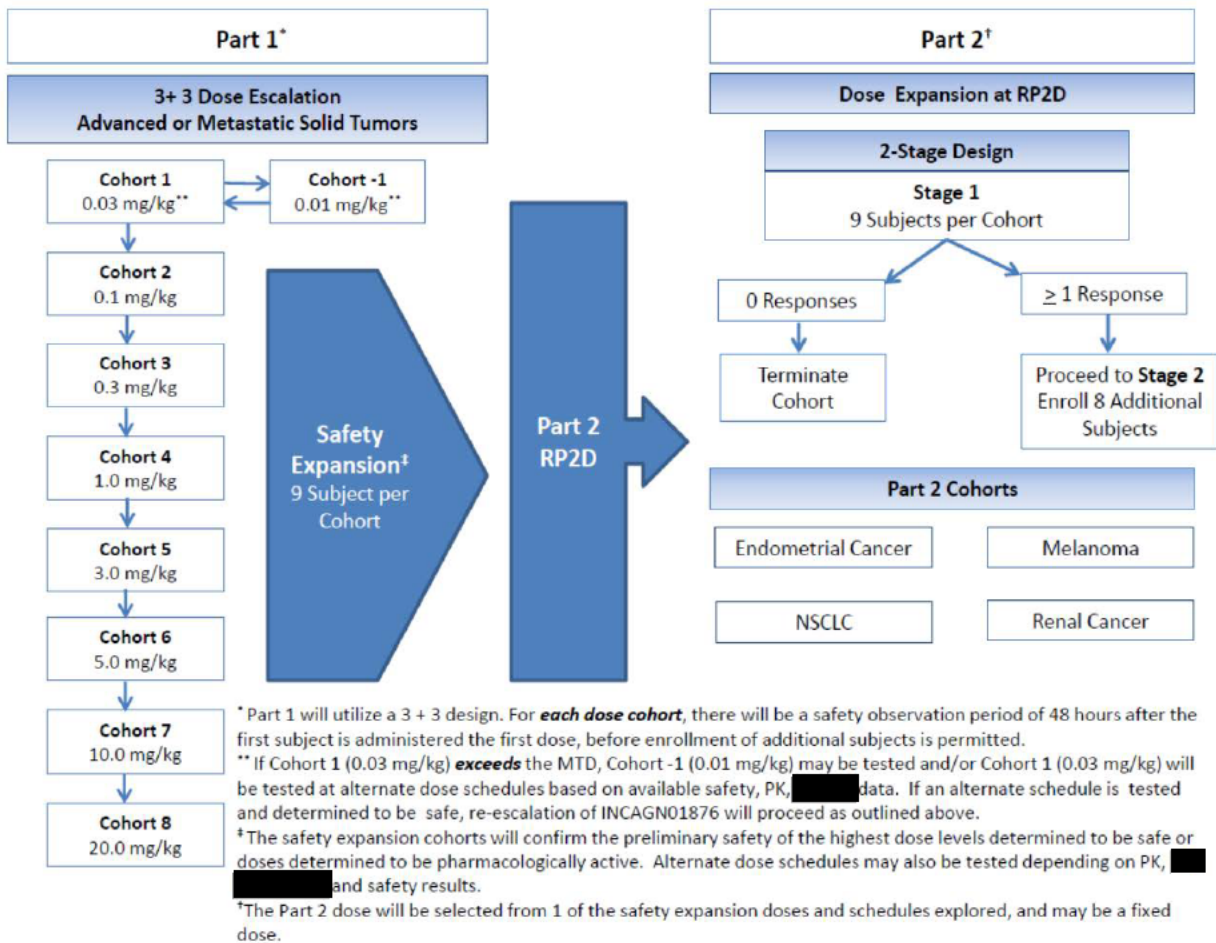 Part 1*
3+ 3 Dose Escalation
Advanced or Metastatic Solid Tumors
Cohort 1
0.03 mg/kg**
Cohort -1
0.01 mg/kg**
Cohort 2
0.1 mg/kg
Cohort 3
0.3 mg/kg
Cohort 4
1.0 mg/kg
Cohort 5
3.0 mg/kg
Cohort 6
5.0 mg/kg
Cohort 7
10.0 mg/kg
Cohort 8
20.0 mg/kg
Safety
Expansion‡
9 Subject per
Cohort
Part 2
RP2D
Part 2†
Dose Expansion at RP2D
2-Stage Design
Stage 1
9 Subjects per Cohort
0 Responses
≥ 1 Response
Terminate
Cohort
Proceed to Stage 2
Enroll 8 Additional
Subjects
Part 2 Cohorts
Endometrial Cancer
Melanoma
NSCLC
Renal Cancer
* Part 1 will utilize a 3 + 3 design. For each dose cohort, there will be a safety observation period of 48 hours after the
first subject is administered the first dose, before enrollment of additional subjects is permitted.
** If Cohort 1 (0.03 mg/kg) exceeds the MTD, Cohort -1 (0.01 mg/kg) may be tested and/or Cohort 1 (0.03 mg/kg) will
be tested at alternate dose schedules based on available safety, PK, data. If an alternate schedule is tested
and determined to be safe, re-escalation of INCAGN01876 will proceed as outlined above.
‡ The safety expansion cohorts will confirm the preliminary safety of the highest dose levels determined to be safe or
doses determined to be pharmacologically active. Alternate dose schedules may also be tested depending on PK,
and safety results.
†The Part 2 dose will be selected from 1 of the safety expansion doses and schedules explored, and may be a fixed
dose.